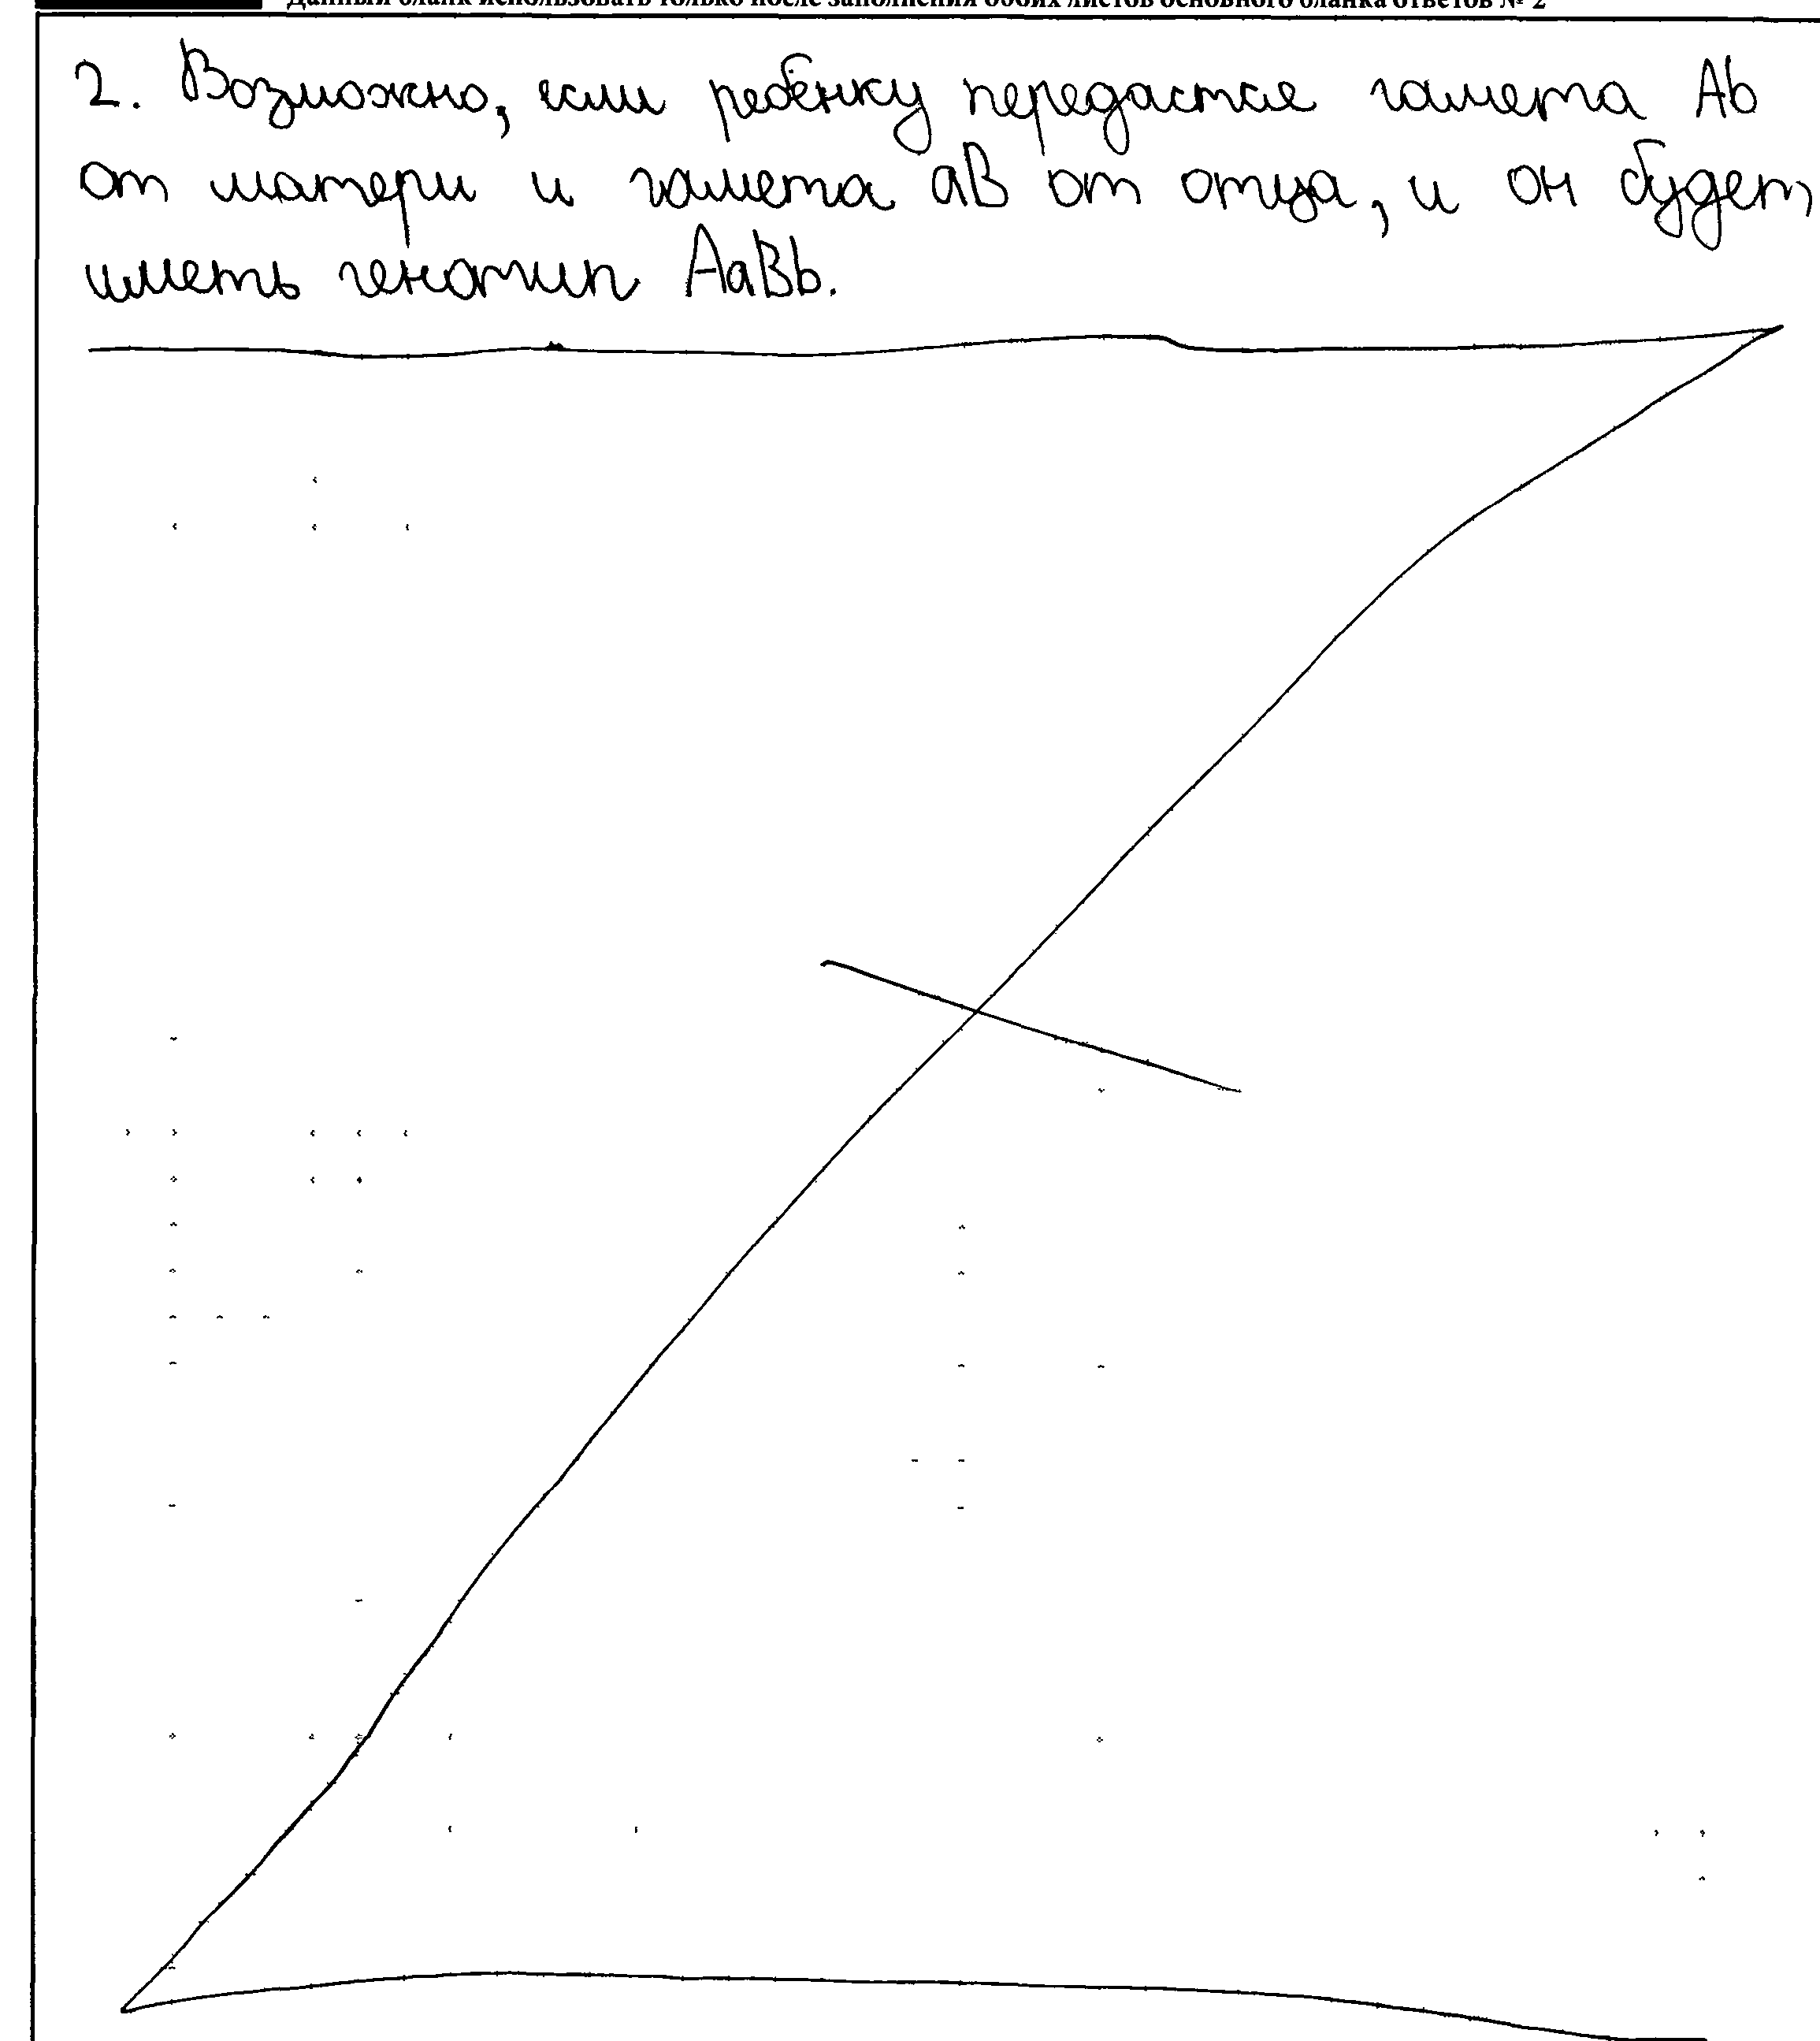 Данный бланк использовать только после заполнения обоих листов основного бланка ответов № 2
2. Возможно, если ребёнку передастся гамета Ab
от матери и гамета aB от отца, и он будет
иметь генотип AaBb.